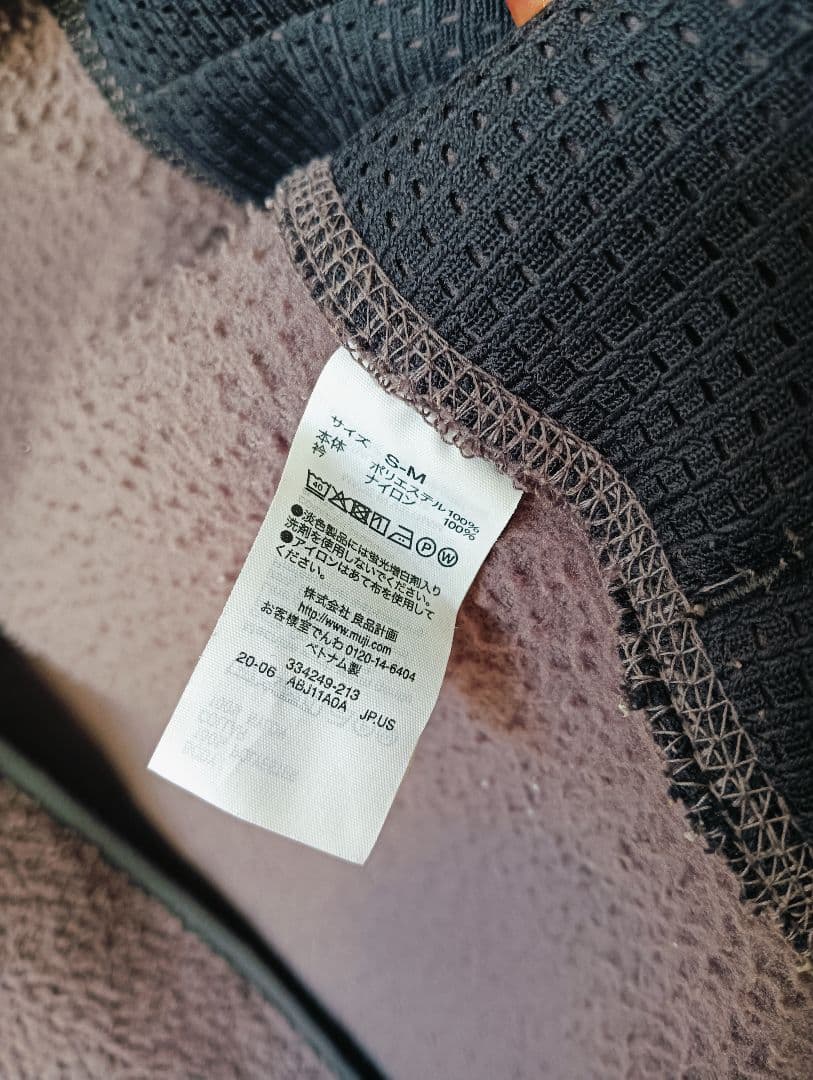 サイズ S-M
本体 ポリエステル100%
衿 ナイロン 100%
40 P W
●淡色製品には蛍光増白剤入り
洗剤を使用しないでください。
●アイロンはあて布を使用して
ください。
株式会社 良品計画
http://www.muji.com
お客様室でんわ 0120-14-6404
ベトナム製
334249-213
20-06 ABJ11A0A JP.US